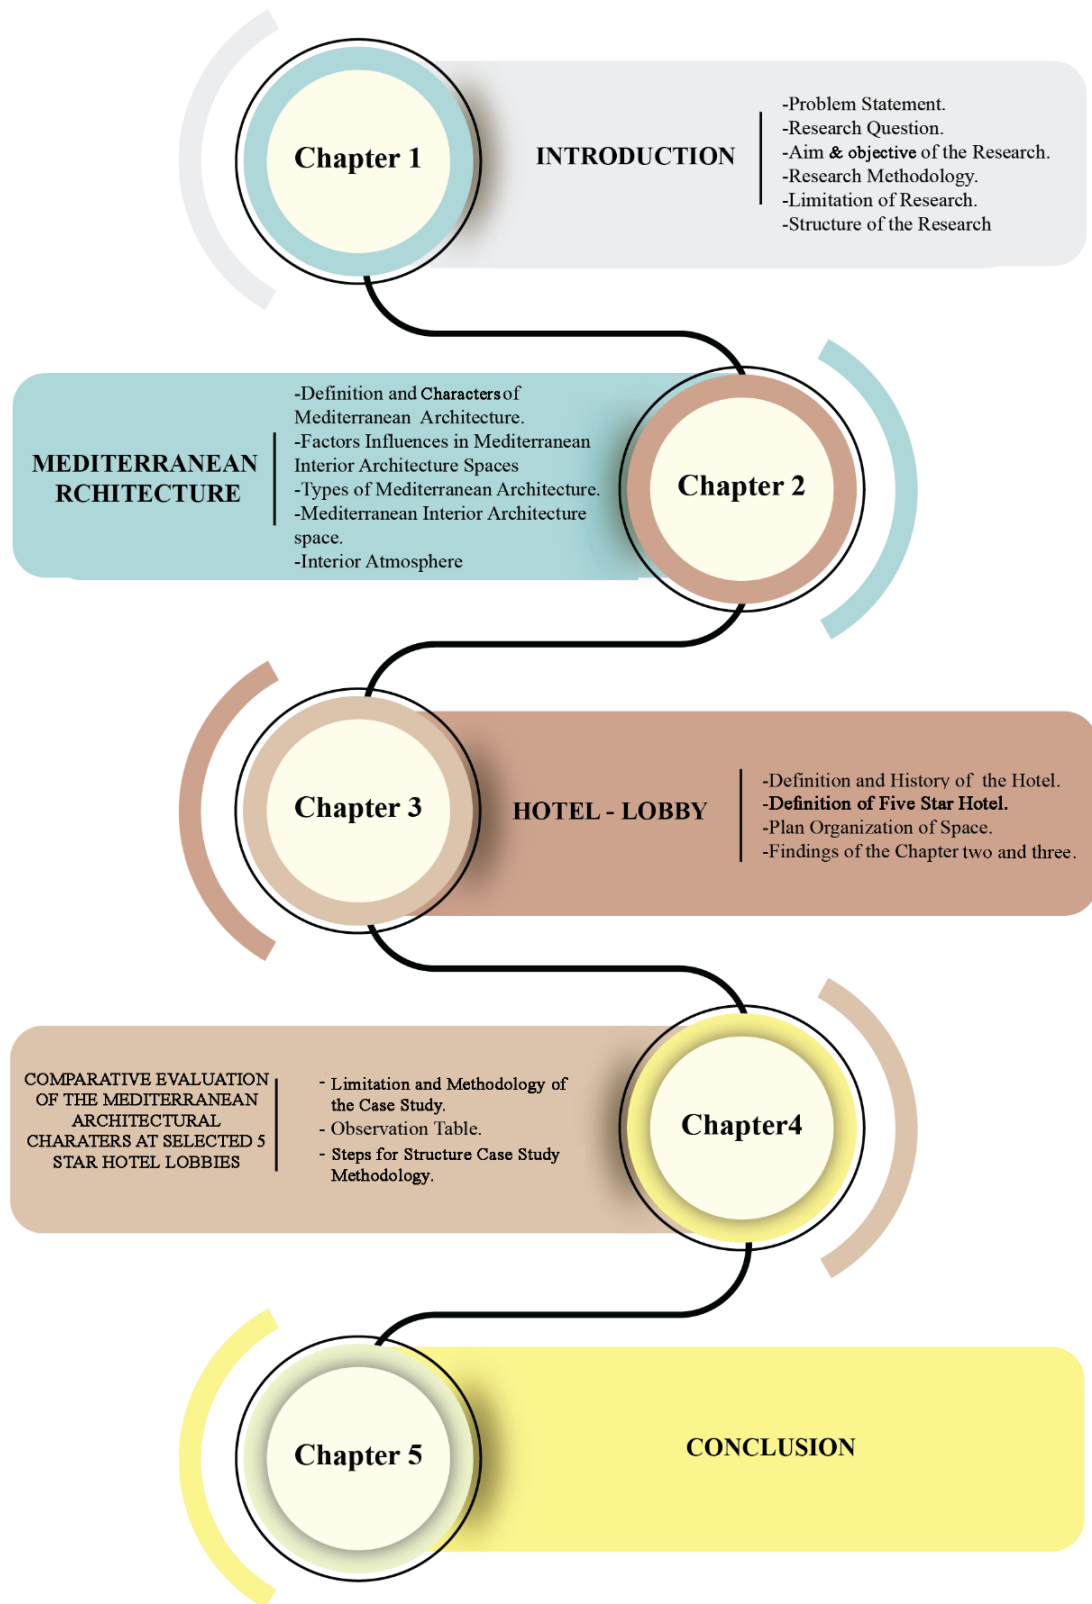 Chapter 1
INTRODUCTION
-Problem Statement.
-Research Question.
-Aim & objective of the Research.
-Research Methodology.
-Limitation of Research.
-Structure of the Research
MEDITERRANEAN
RCHITECTURE
-Definition and Characters of
Mediterranean Architecture.
-Factors Influences in Mediterranean
Interior Architecture Spaces
-Types of Mediterranean Architecture.
-Mediterranean Interior Architecture
space.
-Interior Atmosphere
Chapter 2
Chapter 3
HOTEL - LOBBY
-Definition and History of the Hotel.
-Definition of Five Star Hotel.
-Plan Organization of Space.
-Findings of the Chapter two and three.
COMPARATIVE EVALUATION
OF THE MEDITERRANEAN
ARCHITECTURAL
CHARATERS AT SELECTED 5
STAR HOTEL LOBBIES
- Limitation and Methodology of
the Case Study.
- Observation Table.
- Steps for Structure Case Study
Methodology.
Chapter4
Chapter 5
CONCLUSION